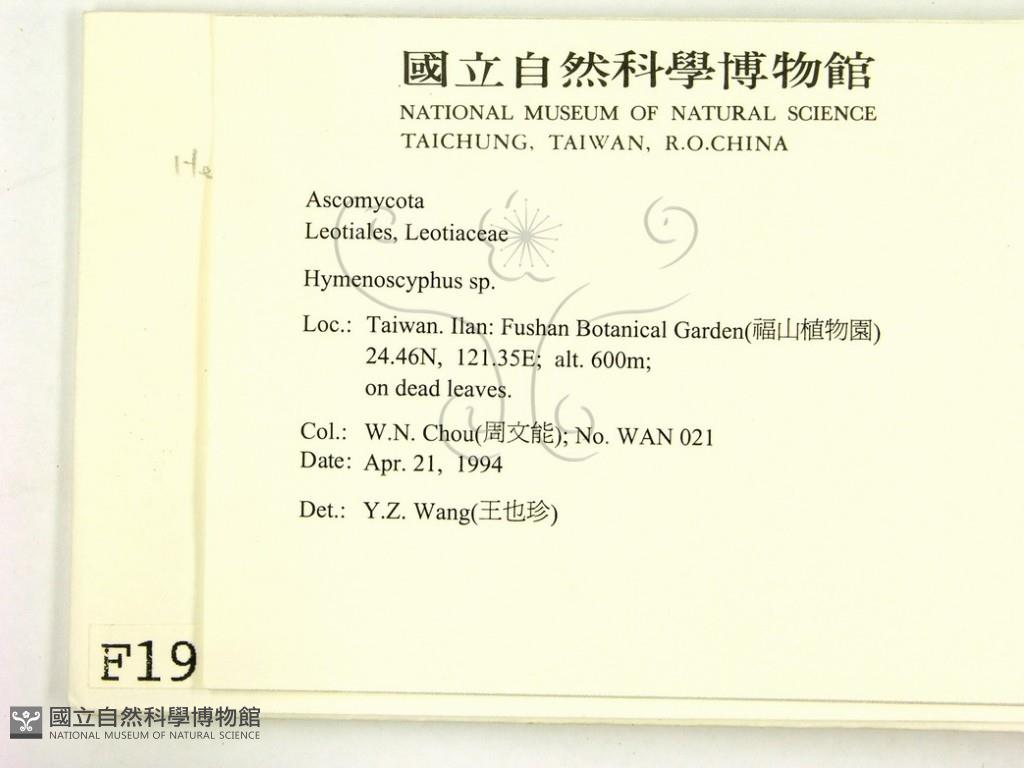 國立自然科學博物館
NATIONAL MUSEUM OF NATURAL SCIENCE
TAICHUNG, TAIWAN, R.O.CHINA
He
Ascomycota
Leotiales, Leotiaceae
Hymenoscyphus sp.
Loc.: Taiwan. Ilan: Fushan Botanical Garden(福山植物園)
24.46N, 121.35E; alt. 600m;
on dead leaves.
Col.: W.N. Chou(周文能); No. WAN 021
Date: Apr. 21, 1994
Det.: Y.Z. Wang(王也珍)
F19
國立自然科學博物館
NATIONAL MUSEUM OF NATURAL SCIENCE